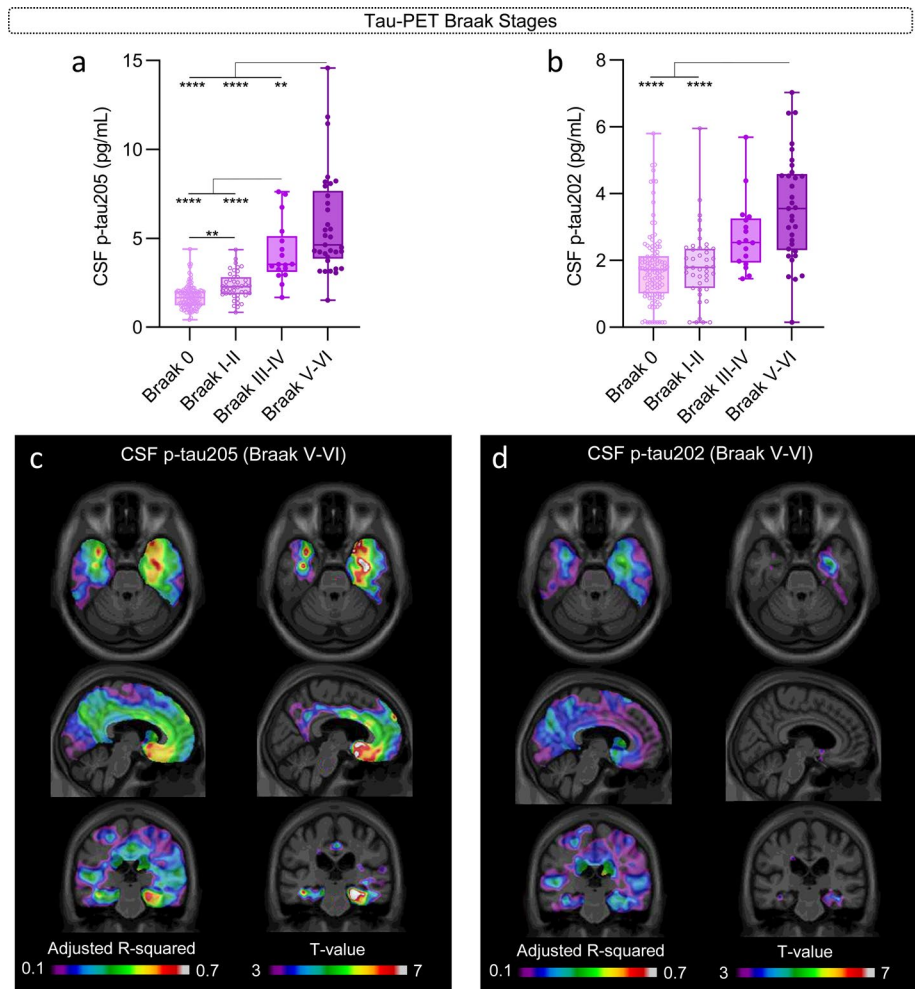 Tau-PET Braak Stages
a
CSF p-tau205 (pg/mL)
15
10
5
0
**** **** **
**** ****
**
Braak 0
Braak I-II
Braak III-IV
Braak V-VI
b
CSF p-tau202 (pg/mL)
8
6
4
2
0
**** ****
Braak 0
Braak I-II
Braak III-IV
Braak V-VI
c
CSF p-tau205 (Braak V-VI)
Adjusted R-squared
0.1 0.7
T-value
3 7
d
CSF p-tau202 (Braak V-VI)
Adjusted R-squared
0.1 0.7
T-value
3 7